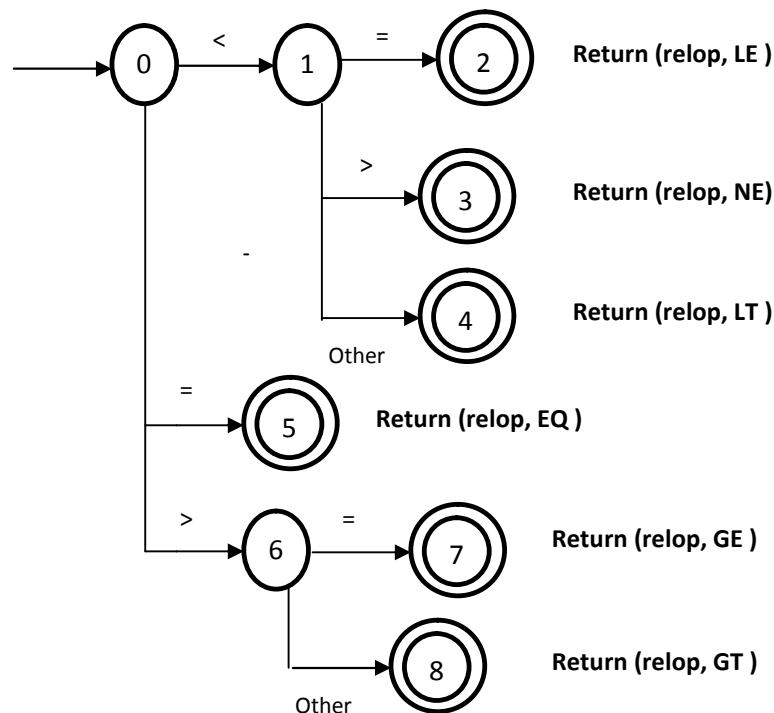 0 < 1 = 2 Return (relop, LE )
> 3 Return (relop, NE)
-
4 Return (relop, LT )
Other
= 5 Return (relop, EQ )
> 6 = 7 Return (relop, GE )
8 Return (relop, GT )
Other